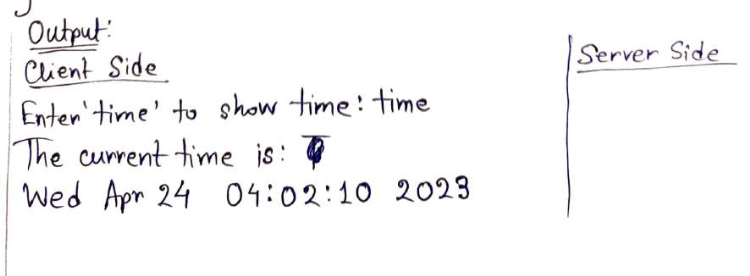 Output:
Client Side
Enter 'time' to show time: time
The current time is:
Wed Apr 24 04:02:10 2023
Server Side